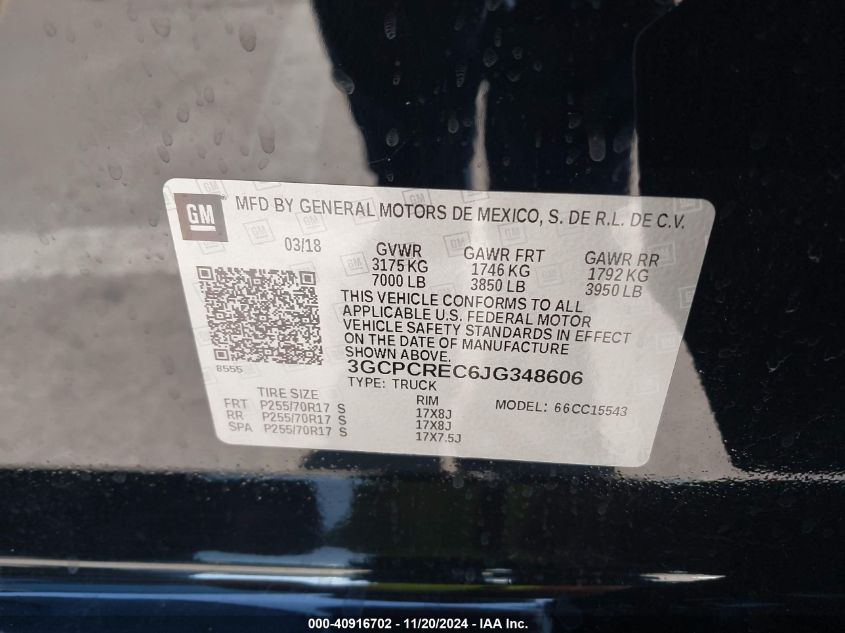 GM
MFD BY GENERAL MOTORS DE MEXICO, S. DE R.L. DE C.V.
03/18
GVWR GAWR FRT GAWR RR
3175 KG 1746 KG 1792 KG
7000 LB 3850 LB 3950 LB
THIS VEHICLE CONFORMS TO ALL
APPLICABLE U.S. FEDERAL MOTOR
VEHICLE SAFETY STANDARDS IN EFFECT
ON THE DATE OF MANUFACTURE
SHOWN ABOVE.
8555
3GCPCREC6JG348606
TYPE: TRUCK
TIRE SIZE RIM MODEL: 66CC15543
FRT P255/70R17 S 17X8J
RR P255/70R17 S 17X8J
SPA P255/70R17 S 17X7.5J
000-40916702 - 11/20/2024 - IAA Inc.